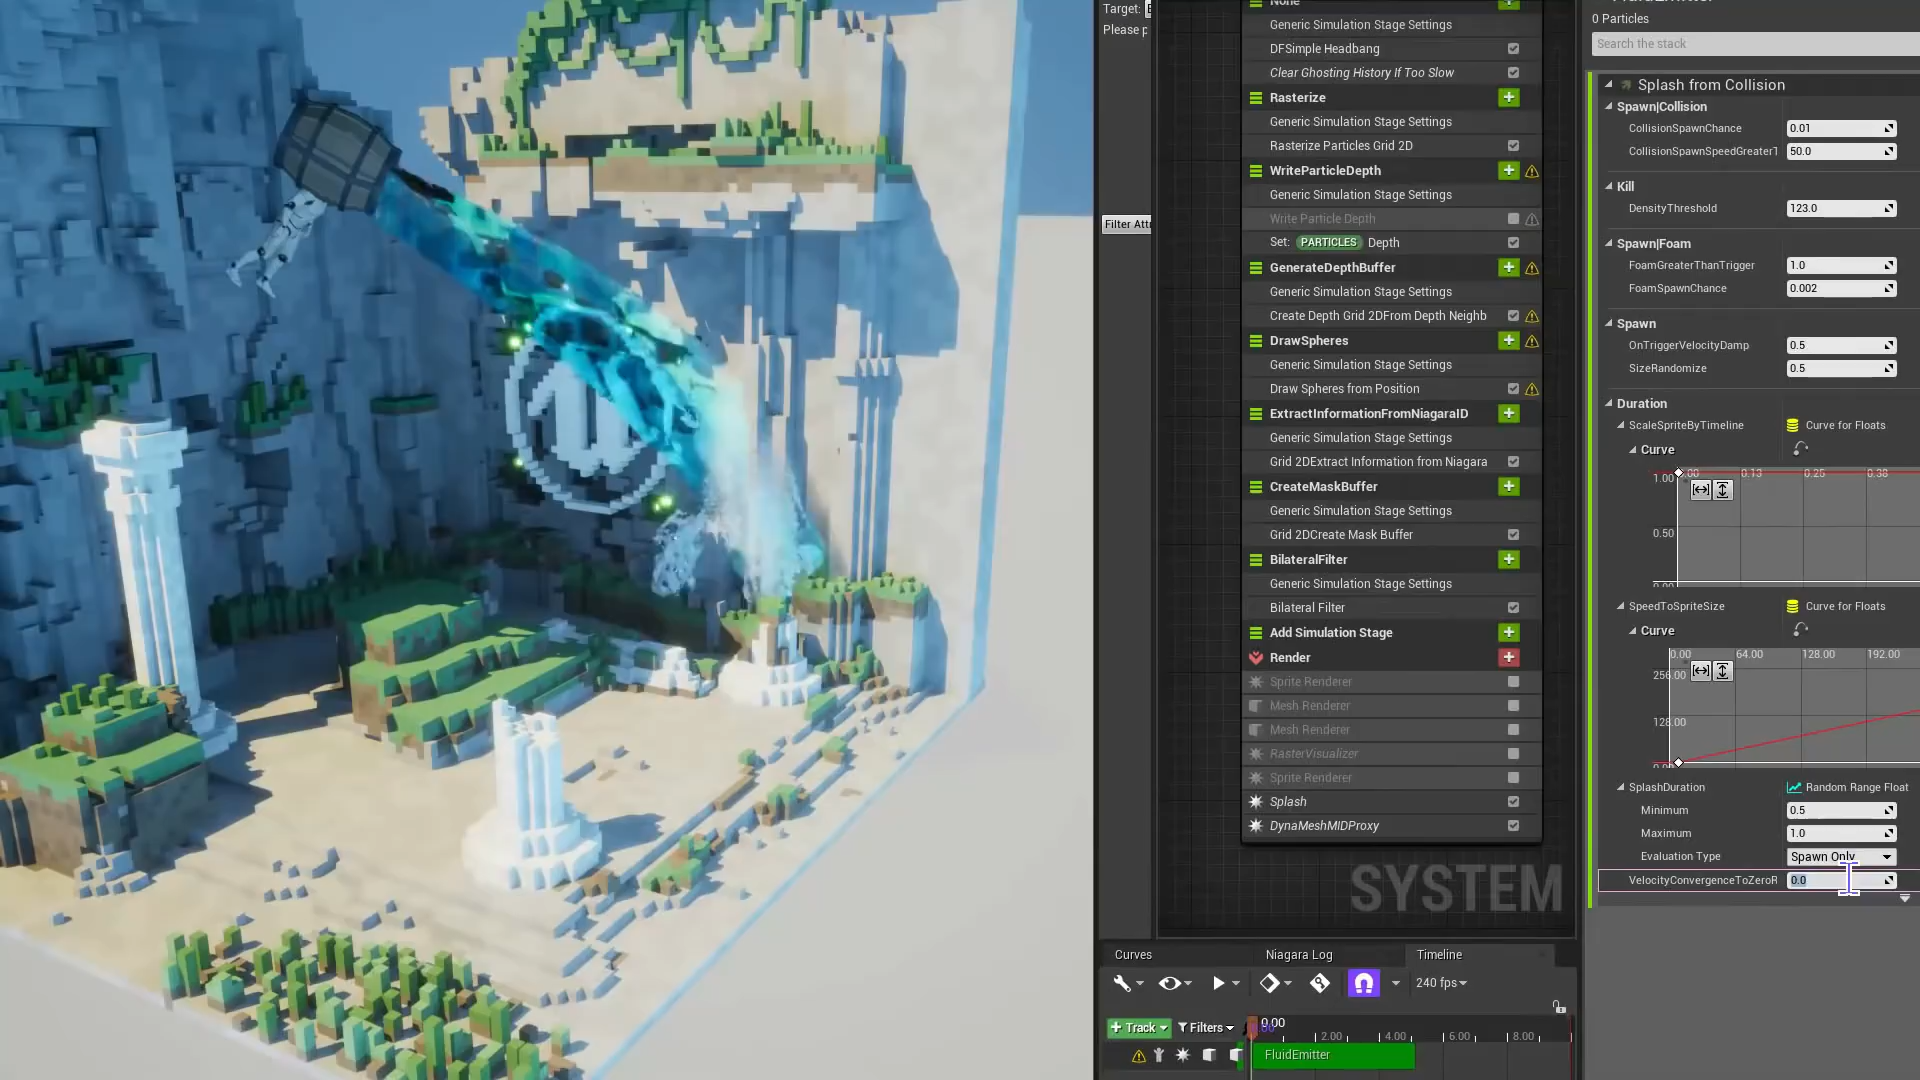 Target:
Please p
Filter Attr
None
Generic Simulation Stage Settings
DFSimple Headbang
Clear Ghosting History If Too Slow
Rasterize
Generic Simulation Stage Settings
Rasterize Particles Grid 2D
WriteParticleDepth
Generic Simulation Stage Settings
Write Particle Depth
Set: PARTICLES Depth
GenerateDepthBuffer
Generic Simulation Stage Settings
Create Depth Grid 2DFrom Depth Neighb
DrawSpheres
Generic Simulation Stage Settings
Draw Spheres from Position
ExtractInformationFromNiagaraID
Generic Simulation Stage Settings
Grid 2DExtract Information from Niagara
CreateMaskBuffer
Generic Simulation Stage Settings
Grid 2DCreate Mask Buffer
BilateralFilter
Generic Simulation Stage Settings
Bilateral Filter
Add Simulation Stage
Render
Sprite Renderer
Mesh Renderer
Mesh Renderer
RasterVisualizer
Sprite Renderer
Splash
DynaMeshMIDProxy
SYSTEM
Curves
Niagara Log
Timeline
240 fps
Track
Filters
0.00
2.00
4.00
6.00
8.00
FluidEmitter
0 Particles
Search the stack
Splash from Collision
Spawn|Collision
CollisionSpawnChance 0.01
CollisionSpawnSpeedGreaterT 50.0
Kill
DensityThreshold 123.0
Spawn|Foam
FoamGreaterThanTrigger 1.0
FoamSpawnChance 0.002
Spawn
OnTriggerVelocityDamp 0.5
SizeRandomize 0.5
Duration
ScaleSpriteByTimeline Curve for Floats
Curve
0.13 0.25 0.38
1.00
0.50
0.00
SpeedToSpriteSize Curve for Floats
Curve
0.00 64.00 128.00 192.00
256.00
128.00
SplashDuration Random Range Float
Minimum 0.5
Maximum 1.0
Evaluation Type Spawn Only
VelocityConvergenceToZeroR 0.0